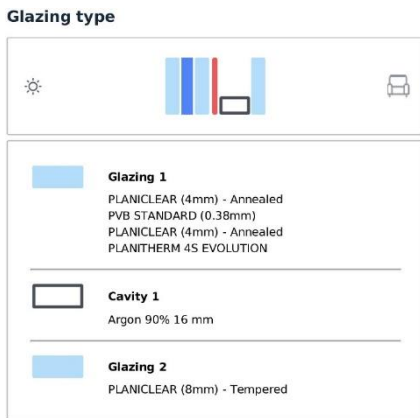 Glazing type
Glazing 1
PLANICLEAR (4mm) - Annealed
PVB STANDARD (0.38mm)
PLANICLEAR (4mm) - Annealed
PLANITHERM 4S EVOLUTION
Cavity 1
Argon 90% 16 mm
Glazing 2
PLANICLEAR (8mm) - Tempered